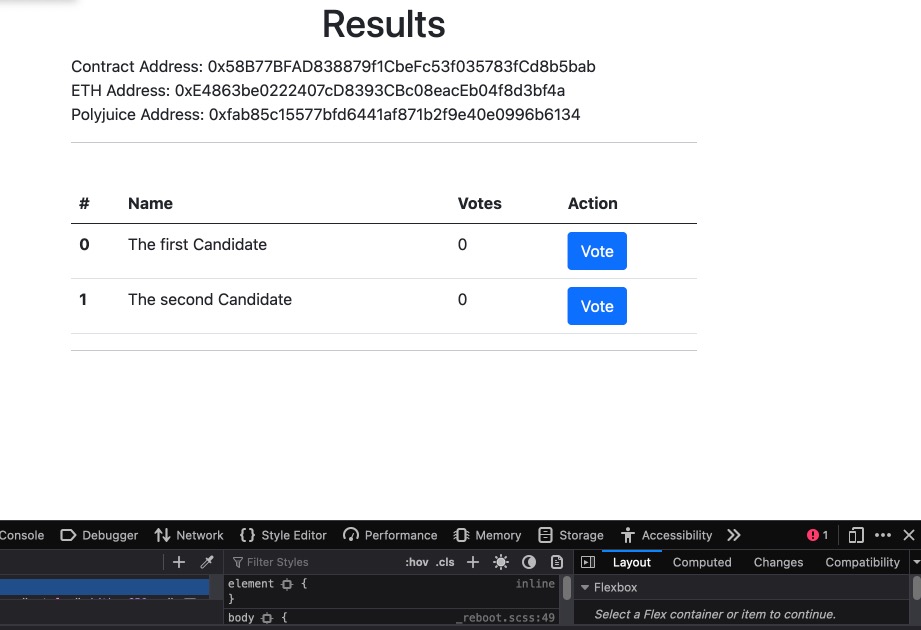 Results
Contract Address: 0x58B77BFAD838879f1CbeFc53f035783fCd8b5bab
ETH Address: 0xE4863be0222407cD8393CBc08eacEb04f8d3bf4a
Polyjuice Address: 0xfab85c15577bfd6441af871b2f9e40e0996b6134
# Name Votes Action
0 The first Candidate 0 Vote
1 The second Candidate 0 Vote
Console Debugger Network {} Style Editor Performance Memory Storage Accessibility 1
+ Filter Styles :hov .cls + Layout Computed Changes Compatibility
element { inline
}
body { _reboot.scss:49
Flexbox
Select a Flex container or item to continue.